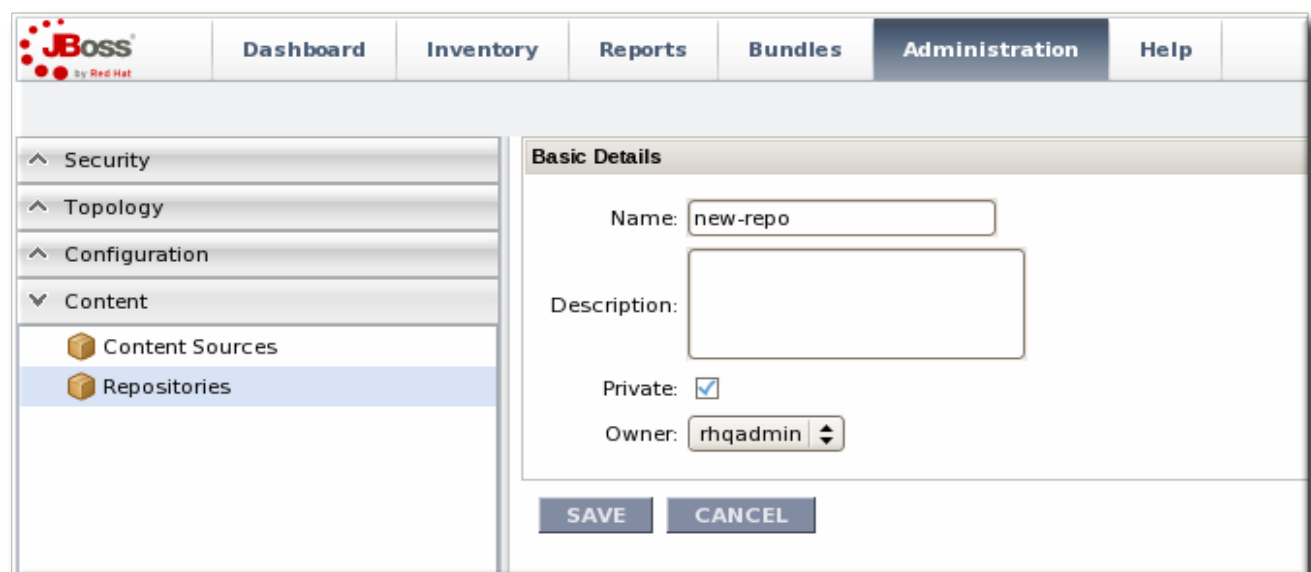 JBoss
by Red Hat
Dashboard Inventory Reports Bundles Administration Help
Security
Topology
Configuration
Content
Content Sources
Repositories
Basic Details
Name: new-repo
Description:
Private:
Owner: rhqadmin
SAVE CANCEL